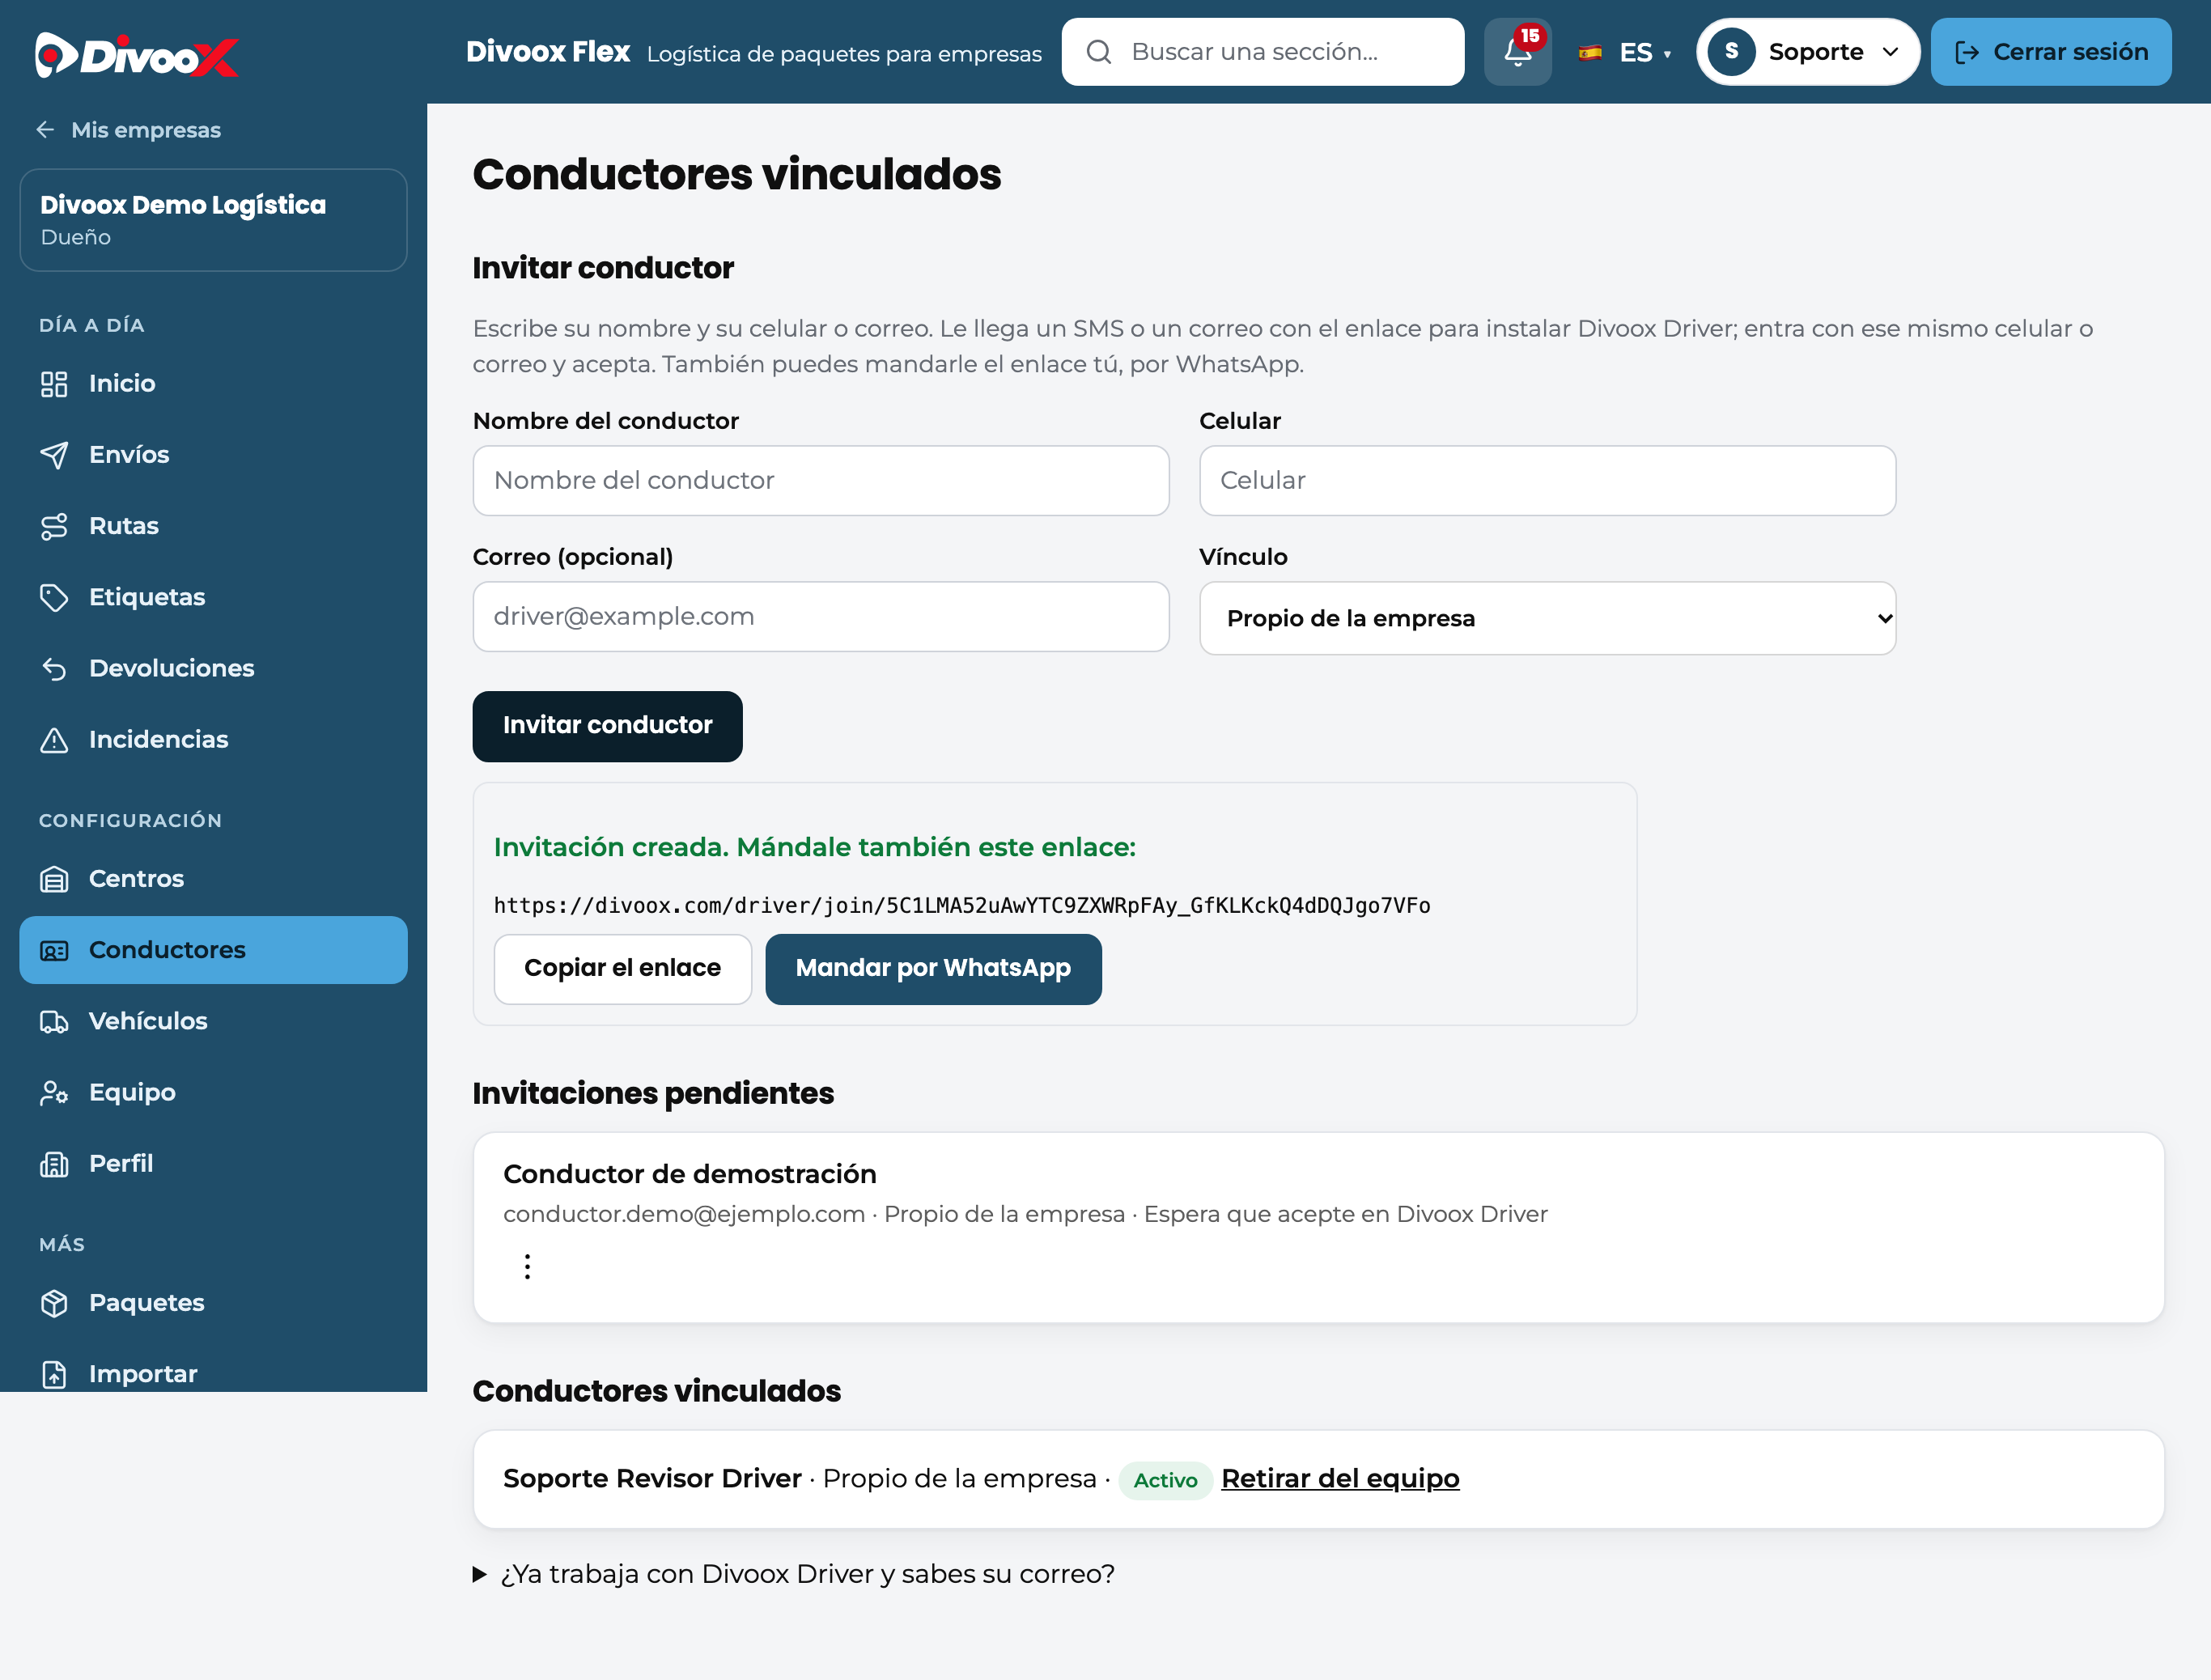 Divoox
Divoox Flex Logística de paquetes para empresas
Buscar una sección...
15
ES
S
Soporte
Cerrar sesión
Mis empresas
Divoox Demo Logística
Dueño
DÍA A DÍA
Inicio
Envíos
Rutas
Etiquetas
Devoluciones
Incidencias
CONFIGURACIÓN
Centros
Conductores
Vehículos
Equipo
Perfil
MÁS
Paquetes
Importar
Conductores vinculados
Invitar conductor
Escribe su nombre y su celular o correo. Le llega un SMS o un correo con el enlace para instalar Divoox Driver; entra con ese mismo celular o
correo y acepta. También puedes mandarle el enlace tú, por WhatsApp.
Nombre del conductor
Nombre del conductor
Celular
Celular
Correo (opcional)
driver@example.com
Vínculo
Propio de la empresa
Invitar conductor
Invitación creada. Mándale también este enlace:
https://divoox.com/driver/join/5C1LMA52uAwYTC9ZXWRpFAy_GfKLKckQ4dDQJgo7VFo
Copiar el enlace
Mandar por WhatsApp
Invitaciones pendientes
Conductor de demostración
conductor.demo@ejemplo.com · Propio de la empresa · Espera que acepte en Divoox Driver
Conductores vinculados
Soporte Revisor Driver · Propio de la empresa · Activo Retirar del equipo
¿Ya trabaja con Divoox Driver y sabes su correo?